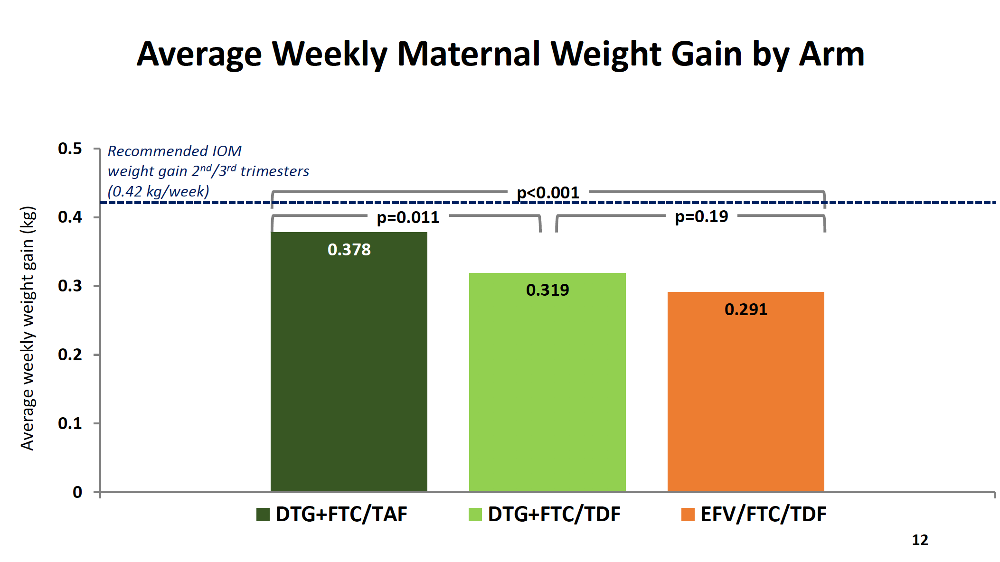 Average Weekly Maternal Weight Gain by Arm
Average weekly weight gain (kg)
0.5
0.4
0.3
0.2
0.1
0
Recommended IOM
weight gain 2nd/3rd trimesters
(0.42 kg/week)
p<0.001
p=0.011
p=0.19
0.378
0.319
0.291
DTG+FTC/TAF
DTG+FTC/TDF
EFV/FTC/TDF
12